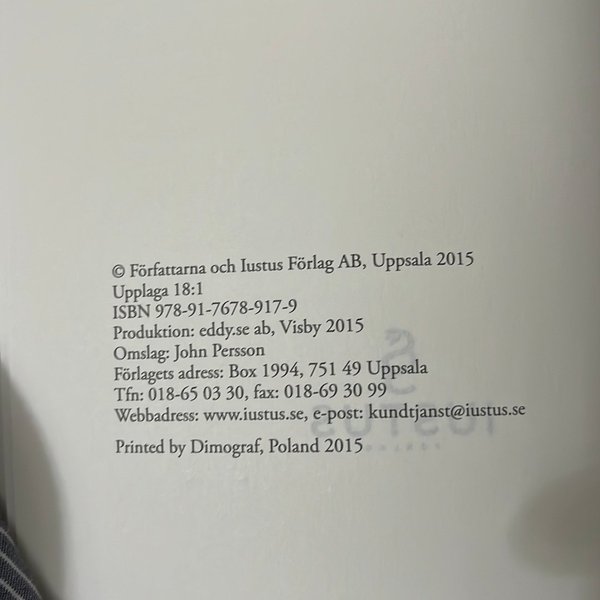 © Författarna och Iustus Förlag AB, Uppsala 2015
Upplaga 18:1
ISBN 978-91-7678-917-9
Produktion: eddy.se ab, Visby 2015
Omslag: John Persson
Förlagets adress: Box 1994, 751 49 Uppsala
Tfn: 018-65 03 30, fax: 018-69 30 99
Webbadress: www.iustus.se, e-post: kundtjanst@iustus.se
Printed by Dimograf, Poland 2015
IUSTUS